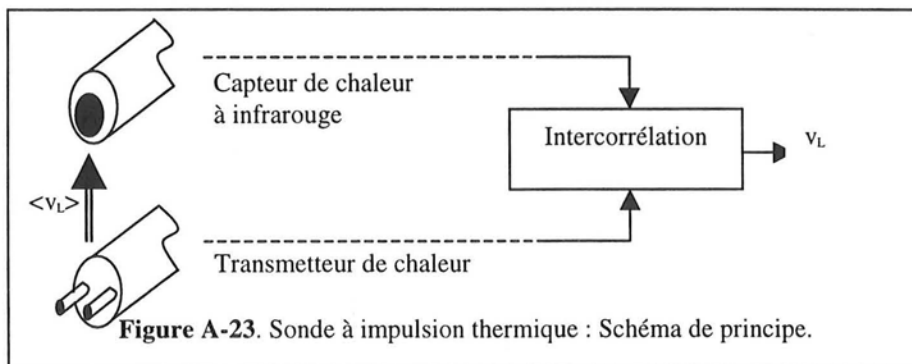 Capteur de chaleur
à infrarouge
Intercorrélation
v_L
<v_L>
Transmetteur de chaleur
Figure A-23. Sonde à impulsion thermique : Schéma de principe.